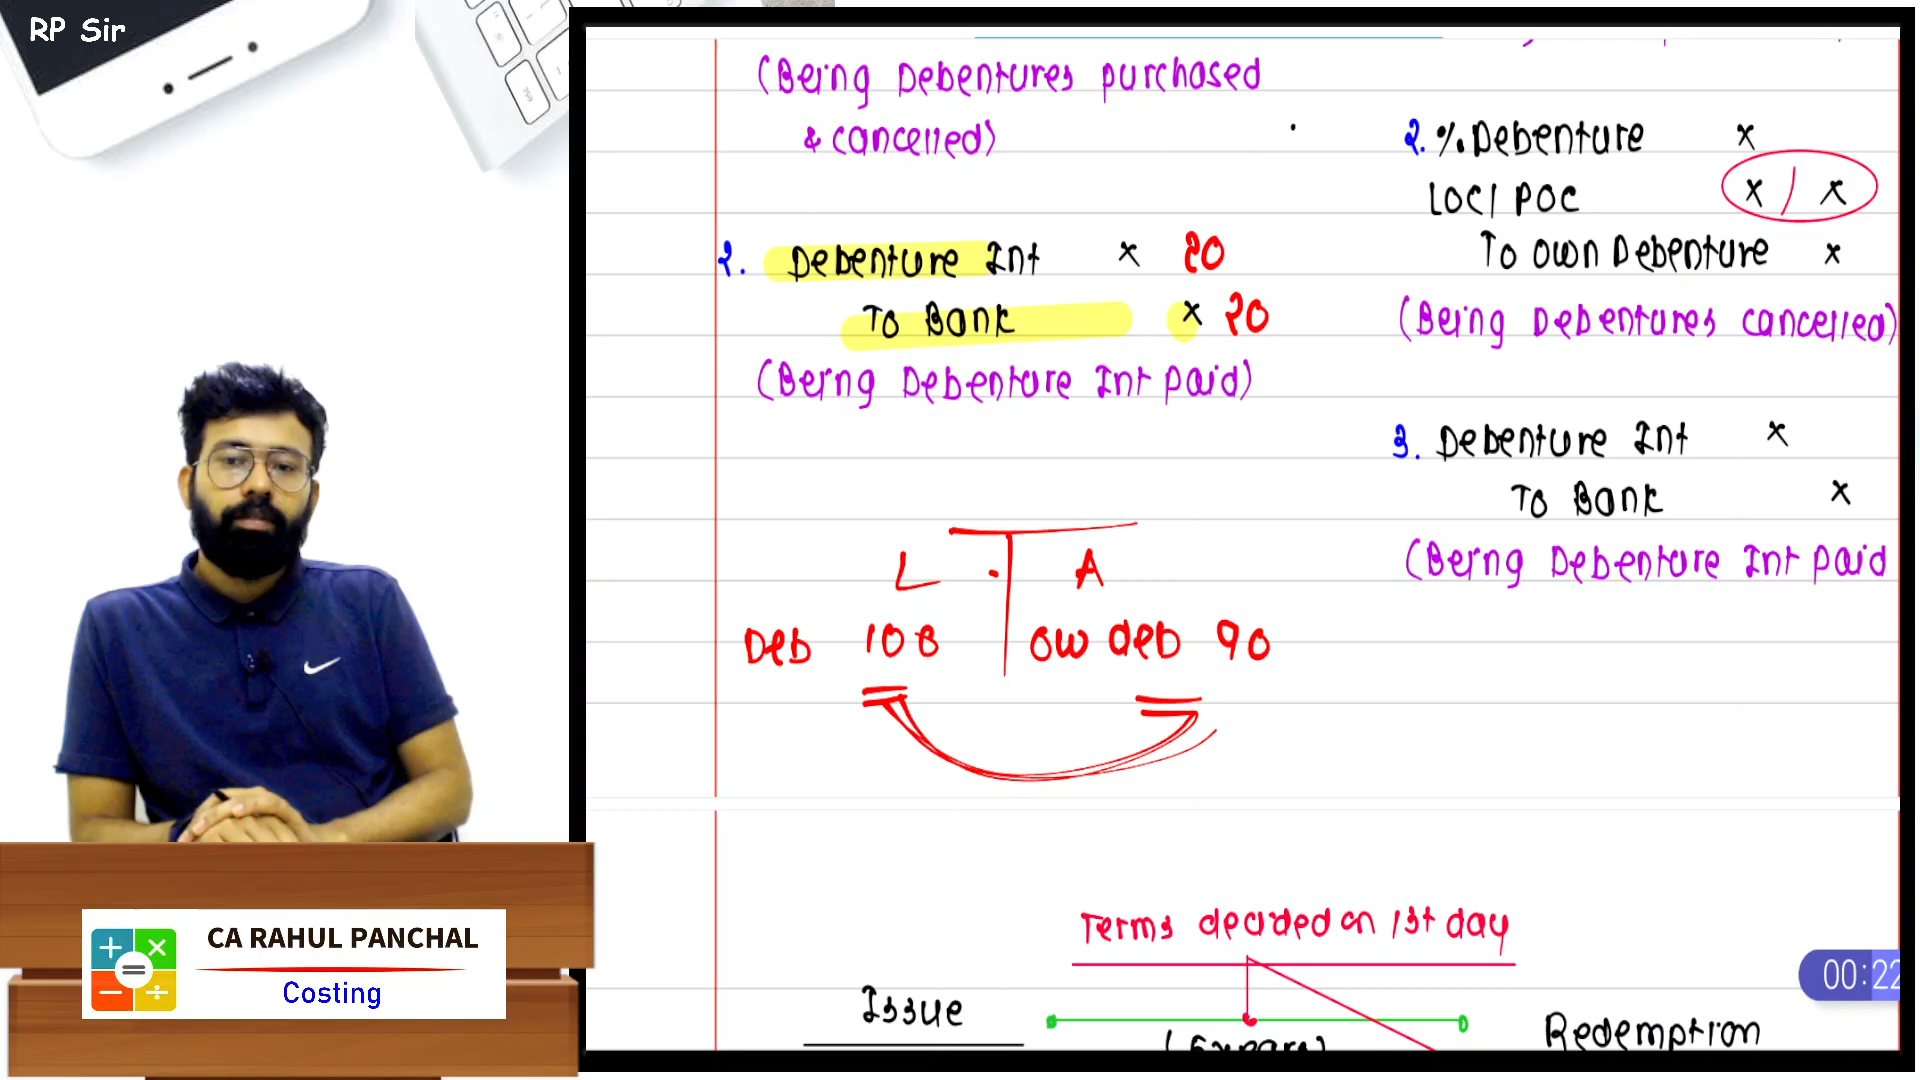 RP Sir
(Being Debentures purchased
& cancelled)
2. Debenture Int x 20
To Bank x 20
(Being Debenture Int paid)
L A
Deb 100 ow deb 90
2. % Debenture x
LOC/ POC x / x
To own Debenture x
(Being Debentures cancelled)
3. Debenture Int x
To Bank x
(Being Debenture Int paid
Terms decided on 1st day
Issue
Redemption
00:22
CA RAHUL PANCHAL
Costing